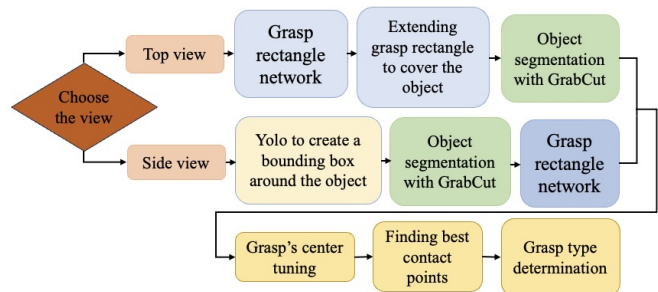 Choose
the view
Top view
Grasp
rectangle
network
Extending
grasp rectangle
to cover the
object
Object
segmentation
with GrabCut
Side view
Yolo to create a
bounding box
around the object
Object
segmentation
with GrabCut
Grasp
rectangle
network
Grasp's center
tuning
Finding best
contact
points
Grasp type
determination